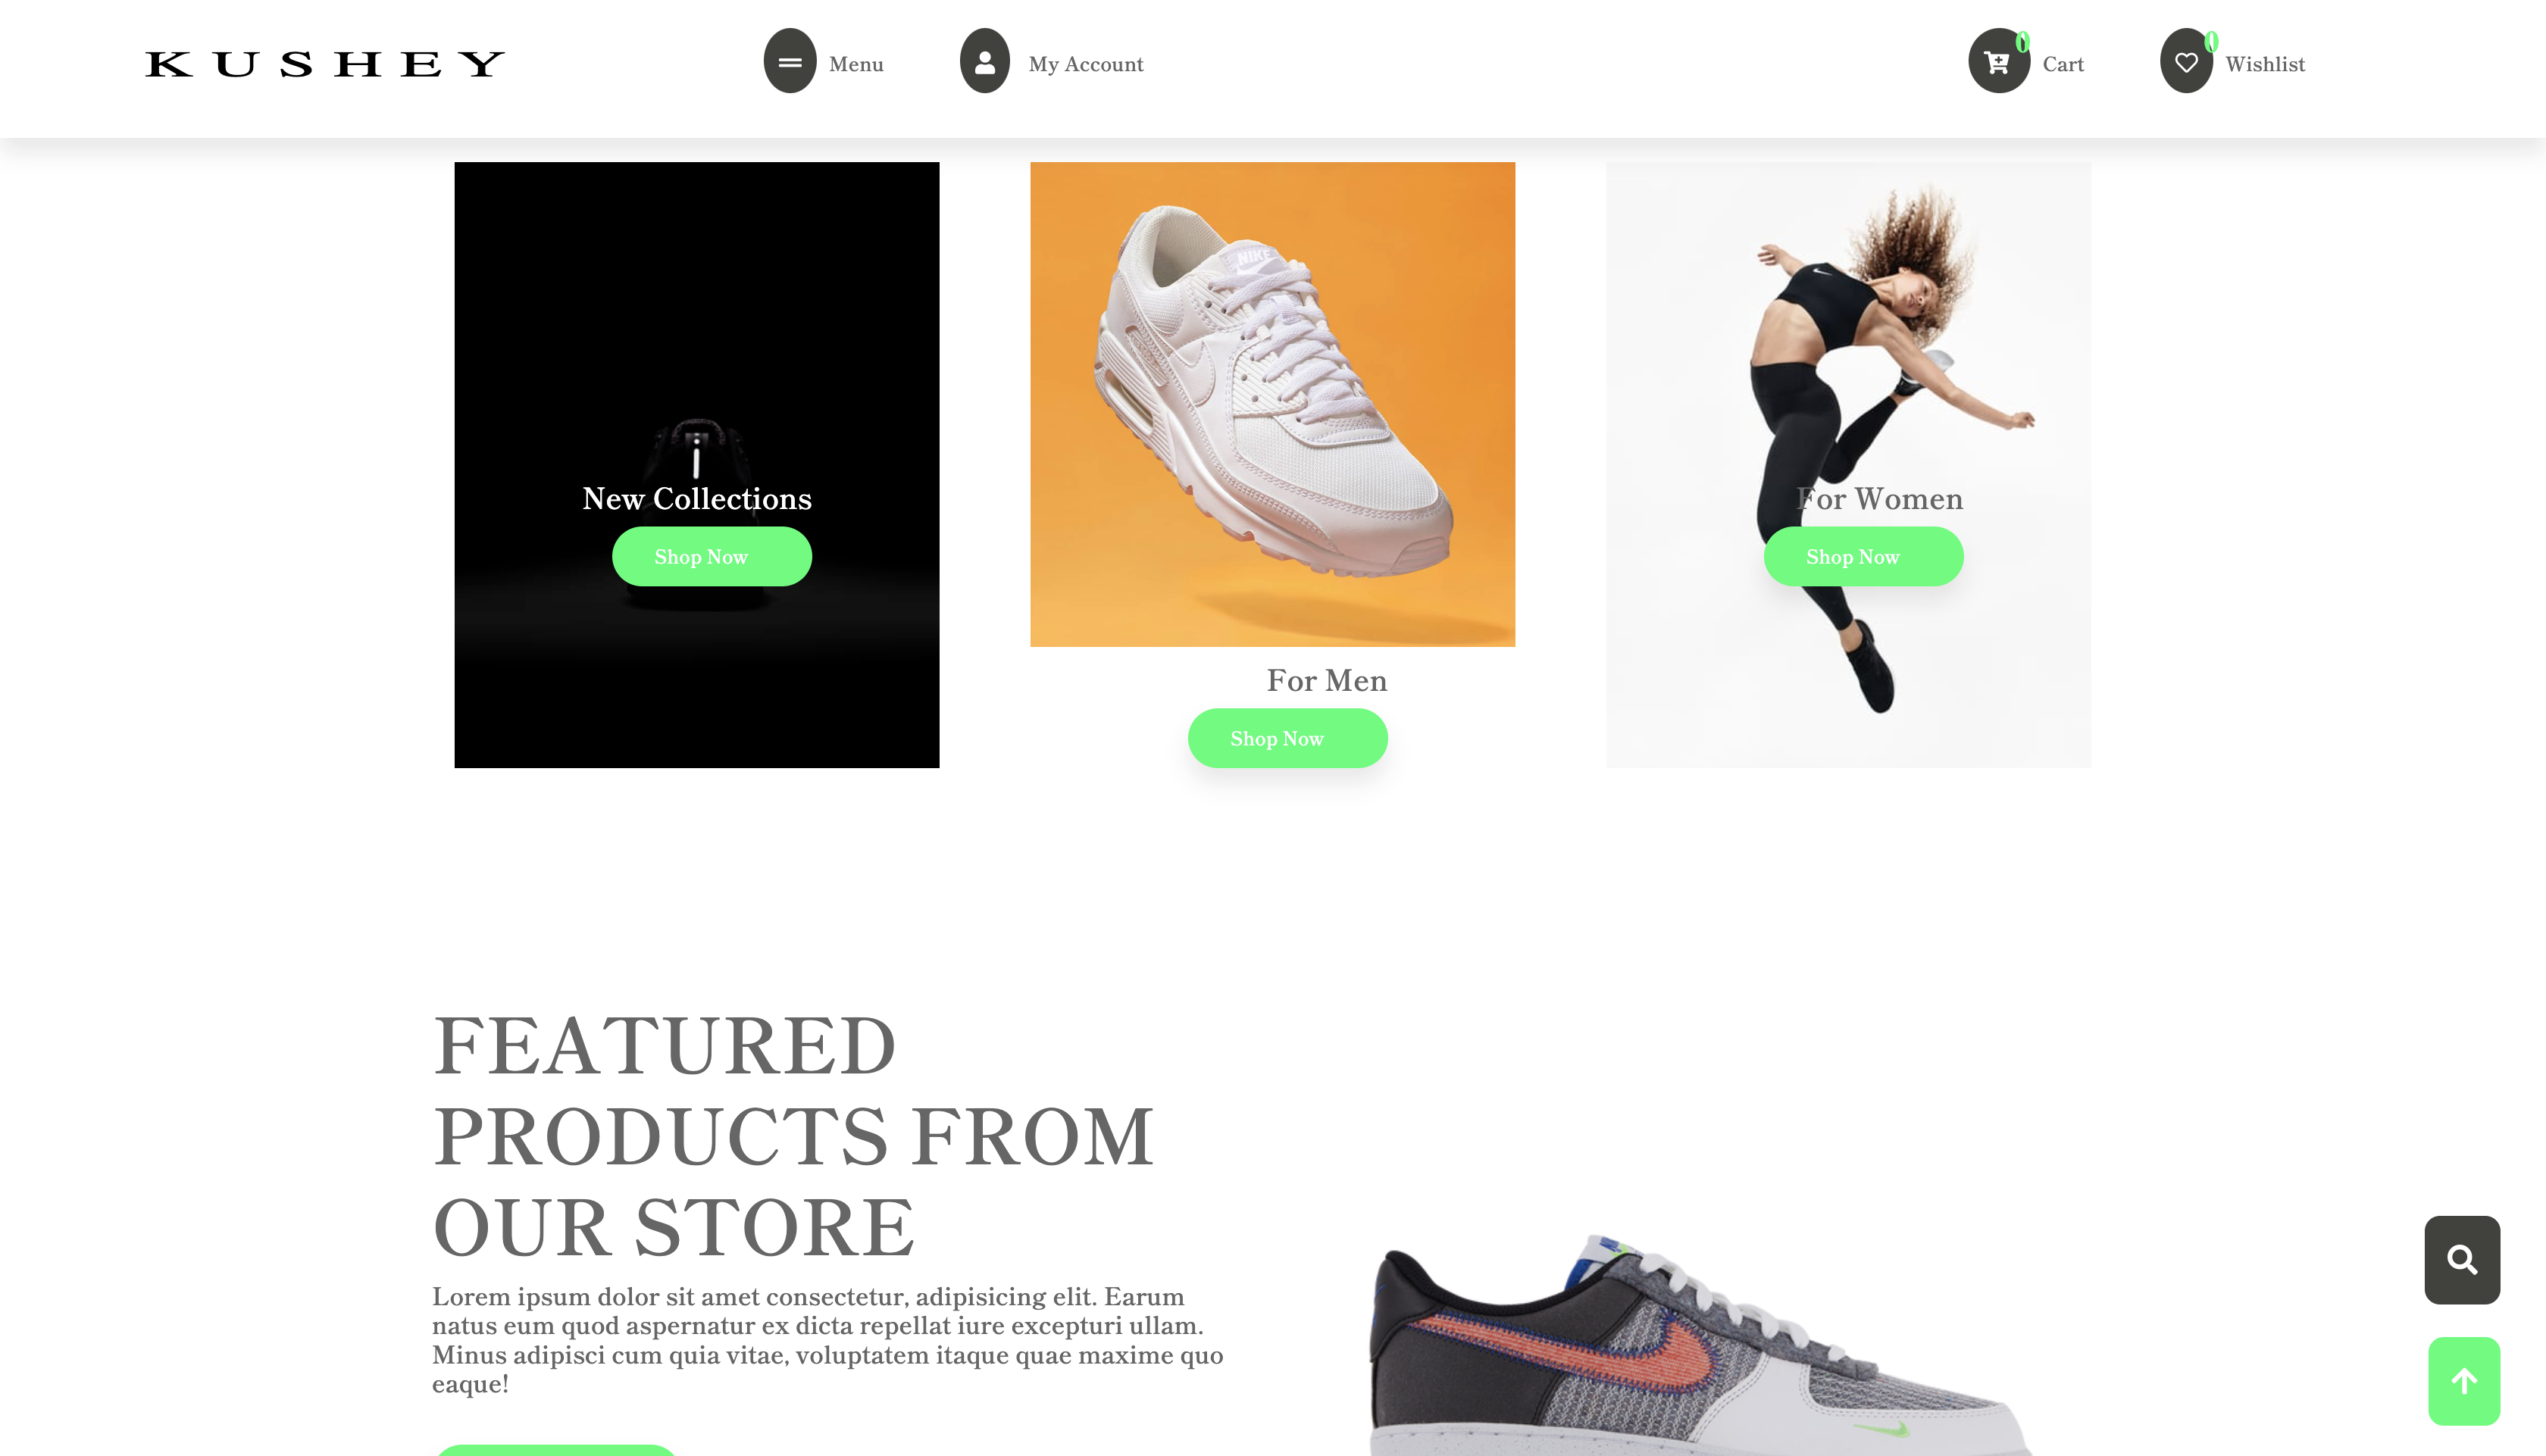 KUSHEY
Menu
My Account
0
Cart
0
Wishlist
New Collections
Shop Now
NIKE
For Men
Shop Now
For Women
Shop Now
FEATURED
PRODUCTS FROM
OUR STORE
Lorem ipsum dolor sit amet consectetur, adipisicing elit. Earum
natus eum quod aspernatur ex dicta repellat iure excepturi ullam.
Minus adipisci cum quia vitae, voluptatem itaque quae maxime quo
eaque!